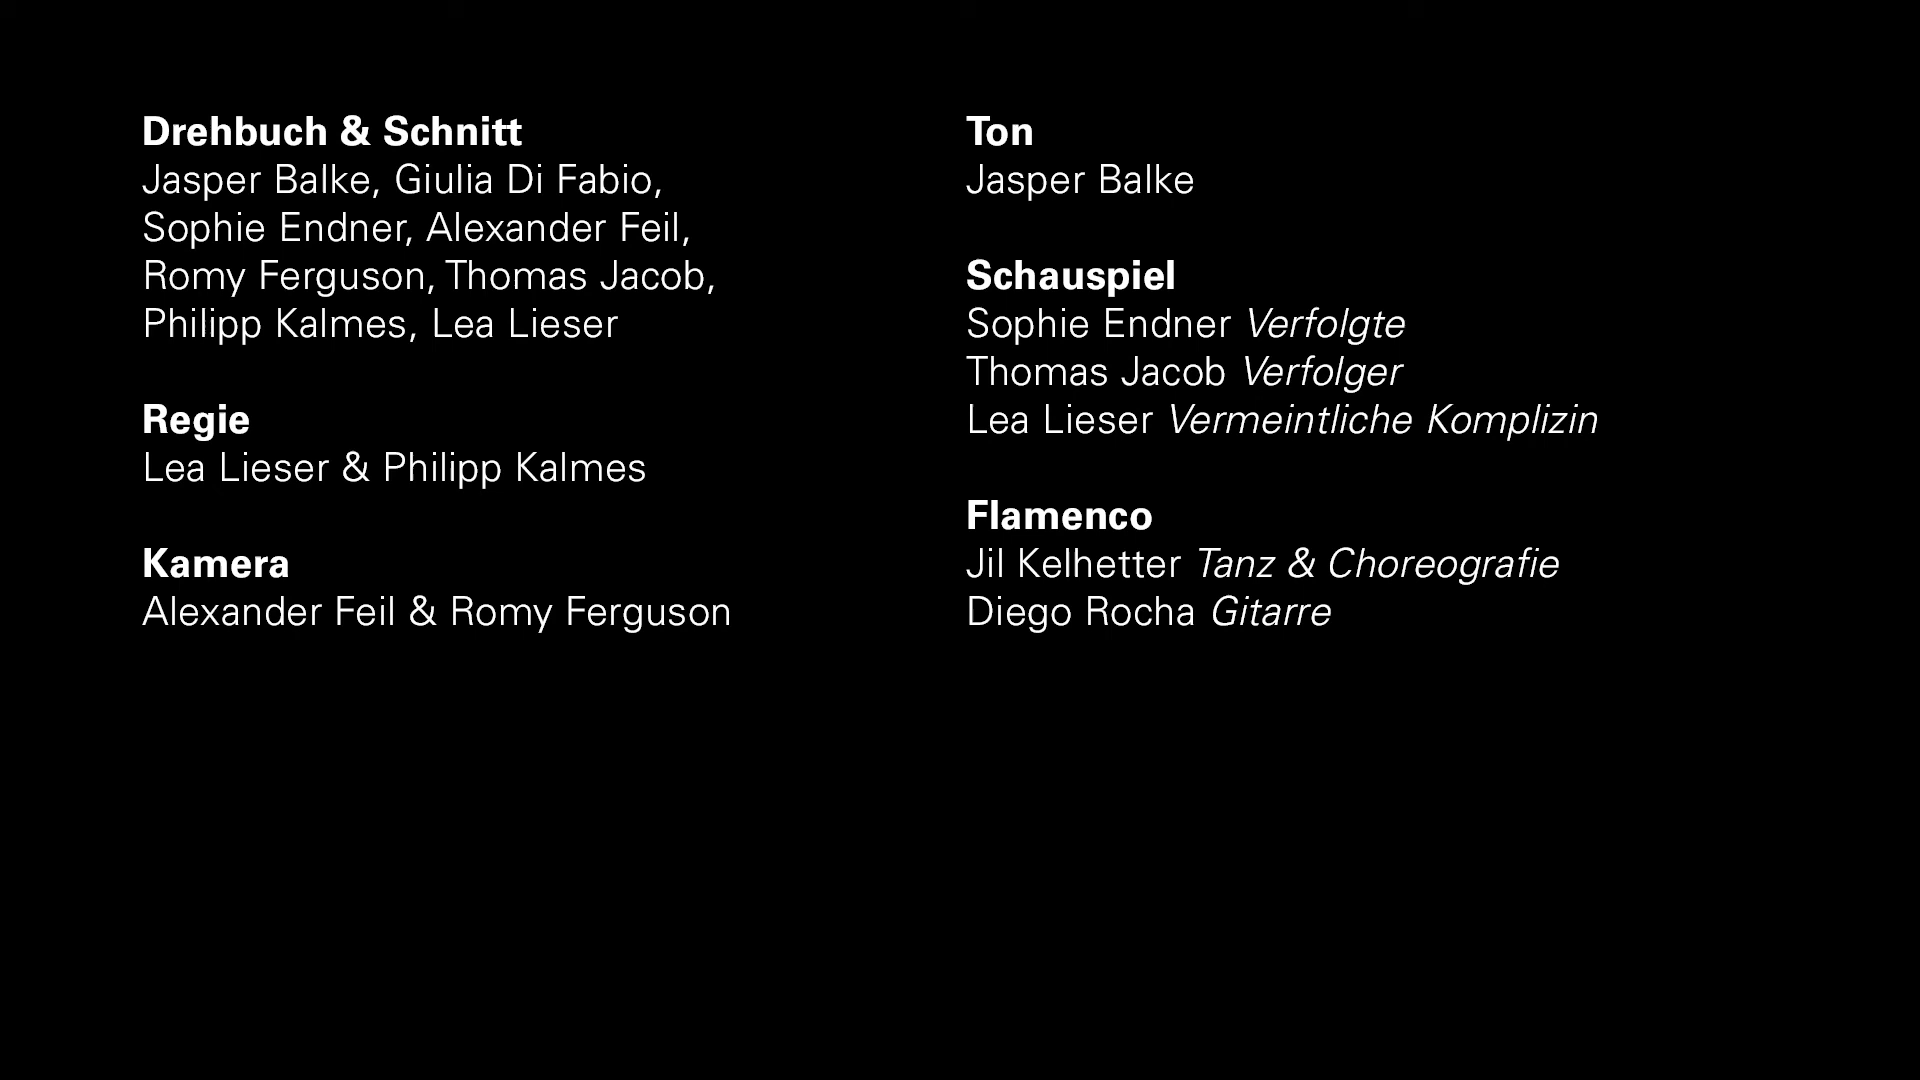 Drehbuch & Schnitt
Jasper Balke, Giulia Di Fabio,
Sophie Endner, Alexander Feil,
Romy Ferguson, Thomas Jacob,
Philipp Kalmes, Lea Lieser
Regie
Lea Lieser & Philipp Kalmes
Kamera
Alexander Feil & Romy Ferguson
Ton
Jasper Balke
Schauspiel
Sophie Endner Verfolgte
Thomas Jacob Verfolger
Lea Lieser Vermeintliche Komplizin
Flamenco
Jil Kelhetter Tanz & Choreografie
Diego Rocha Gitarre